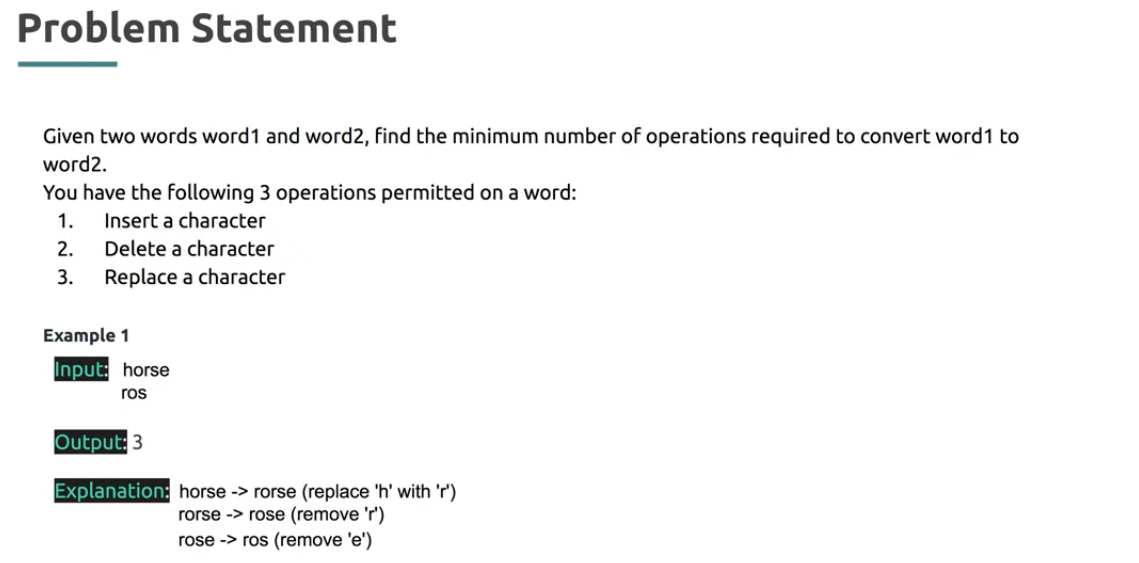 Problem Statement
Given two words word1 and word2, find the minimum number of operations required to convert word1 to
word2.
You have the following 3 operations permitted on a word:
1. Insert a character
2. Delete a character
3. Replace a character
Example 1
Input: horse
ros
Output: 3
Explanation: horse -> rorse (replace 'h' with 'r')
rorse -> rose (remove 'r')
rose -> ros (remove 'e')